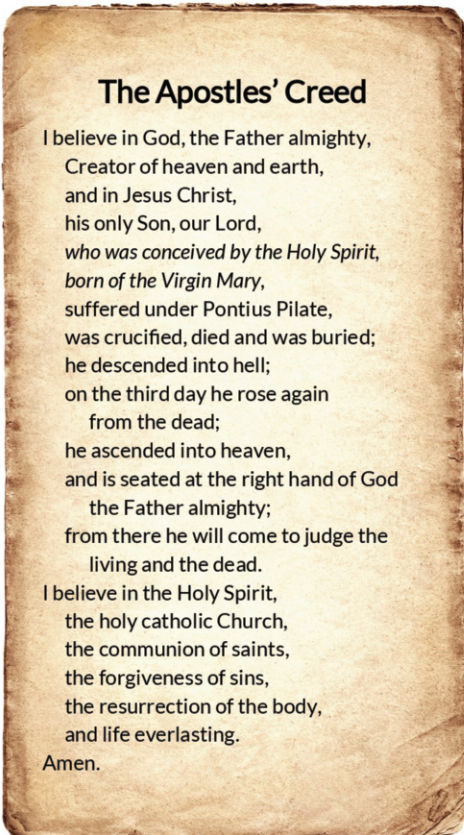 The Apostles’ Creed
I believe in God, the Father almighty,
Creator of heaven and earth,
and in Jesus Christ,
his only Son, our Lord,
who was conceived by the Holy Spirit,
born of the Virgin Mary,
suffered under Pontius Pilate,
was crucified, died and was buried;
he descended into hell;
on the third day he rose again
from the dead;
he ascended into heaven,
and is seated at the right hand of God
the Father almighty;
from there he will come to judge the
living and the dead.
I believe in the Holy Spirit,
the holy catholic Church,
the communion of saints,
the forgiveness of sins,
the resurrection of the body,
and life everlasting.
Amen.